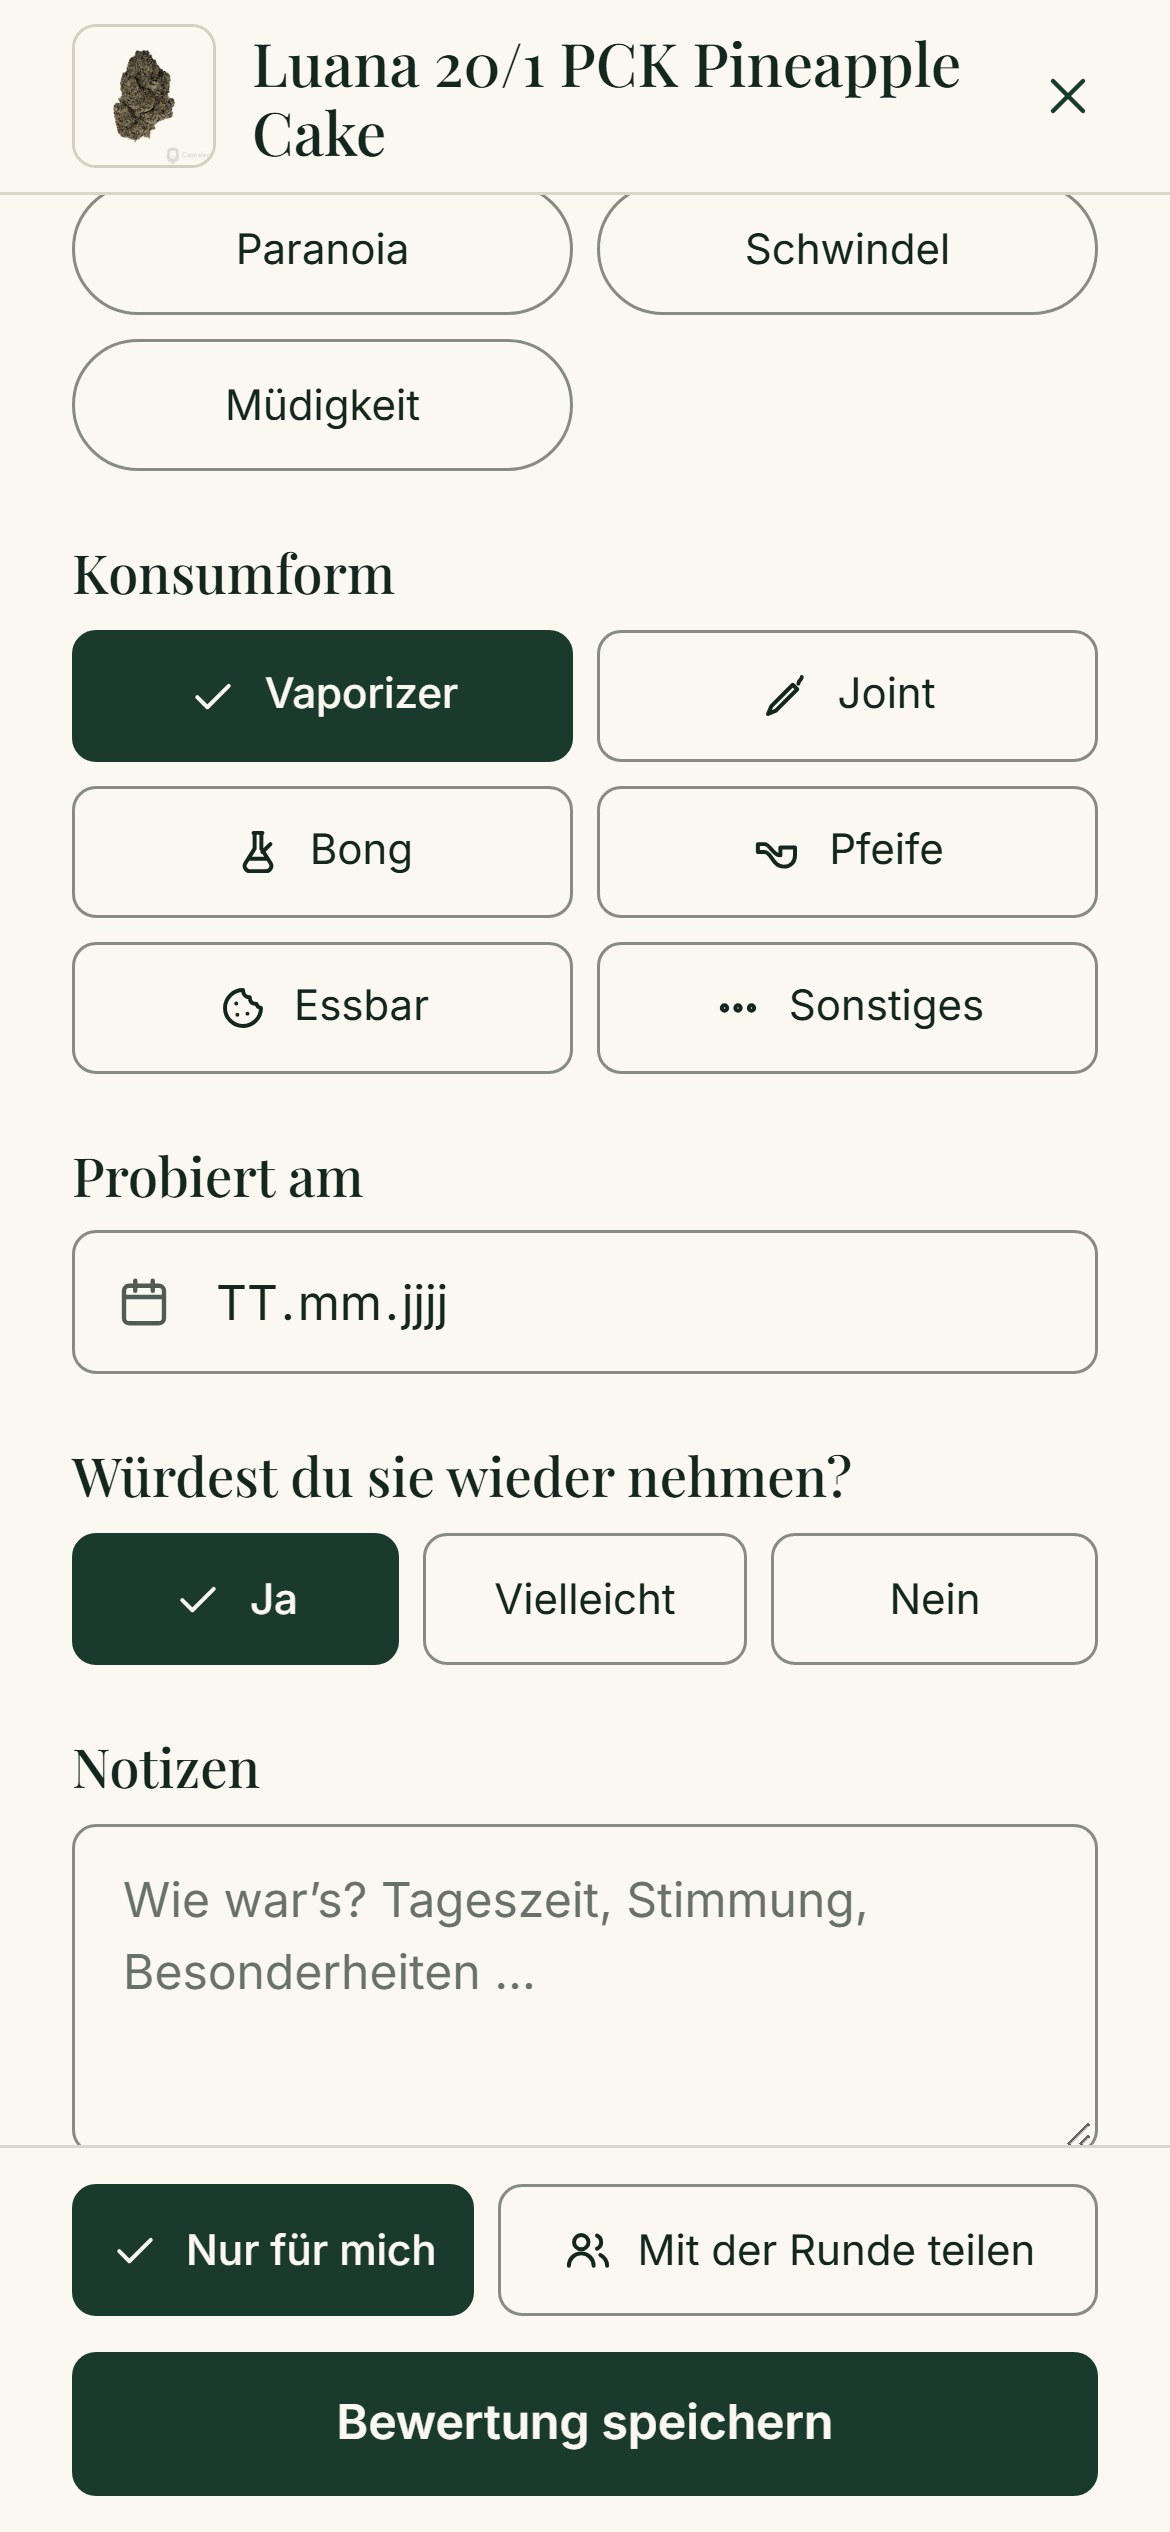 Luana 20/1 PCK Pineapple
Cake
Paranoia
Schwindel
Müdigkeit
Konsumform
Vaporizer
Joint
Bong
Pfeife
Essbar
Sonstiges
Probiert am
TT.mm.jjjj
Würdest du sie wieder nehmen?
Ja
Vielleicht
Nein
Notizen
Wie war’s? Tageszeit, Stimmung,
Besonderheiten …
Nur für mich
Mit der Runde teilen
Bewertung speichern